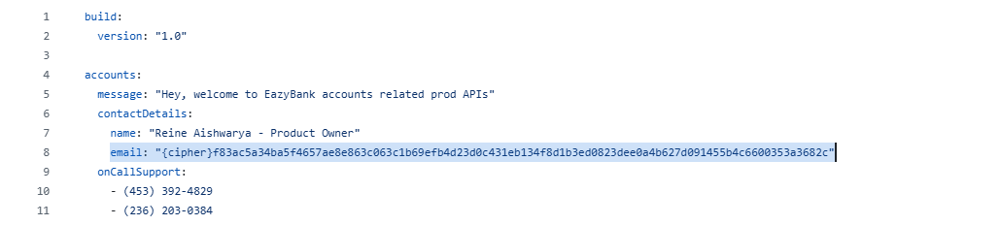 1 build:
2 version: "1.0"
3
4 accounts:
5 message: "Hey, welcome to EazyBank accounts related prod APIs"
6 contactDetails:
7 name: "Reine Aishwarya - Product Owner"
8 email: "{cipher}f83ac5a34ba5f4657ae8e863c063c1b69efb4d23d0c431eb134f8d1b3ed0823dee0a4b627d091455b4c6600353a3682c"
9 onCallSupport:
10 - (453) 392-4829
11 - (236) 203-0384